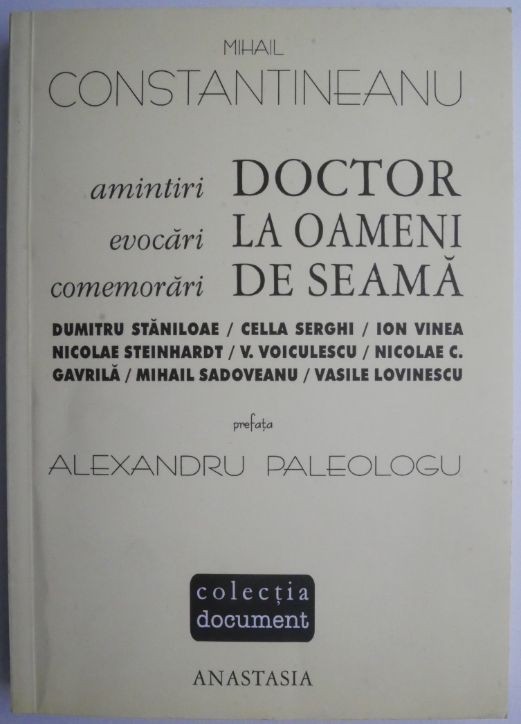 MIHAIL
CONSTANTINEANU
amintiri DOCTOR
evocări LA OAMENI
comemorări DE SEAMĂ
DUMITRU STĂNILOAE / CELLA SERGHI / ION VINEA
NICOLAE STEINHARDT / V. VOICULESCU / NICOLAE C.
GAVRILĂ / MIHAIL SADOVEANU / VASILE LOVINESCU
prefața
ALEXANDRU PALEOLOGU
colecția
document
ANASTASIA